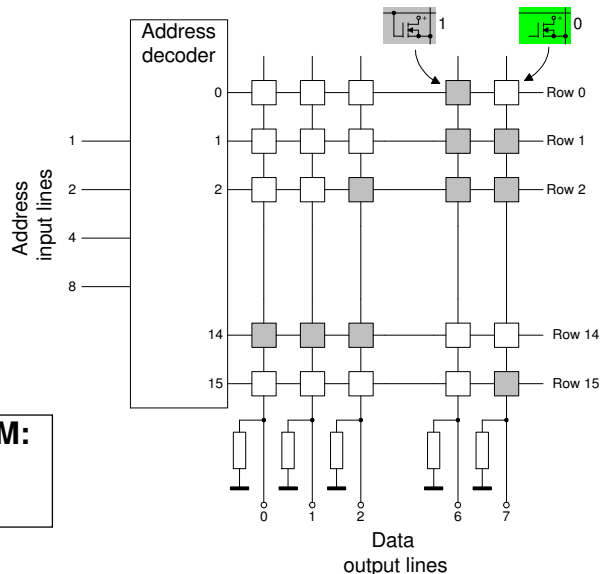 1
0
Address
decoder
0
Row 0
1
1
Row 1
2
2
Row 2
Address
input lines
4
8
14
Row 14
15
Row 15
M:
0
1
2
6
7
Data
output lines